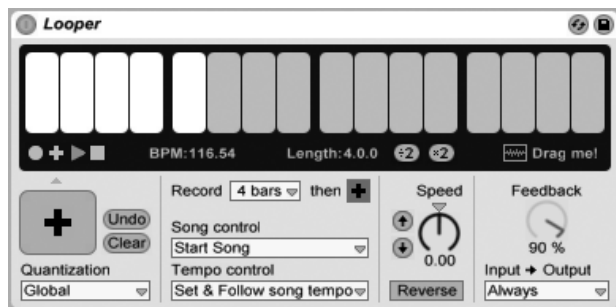 Looper
BPM:116.54 Length:4.0.0 ÷2 ×2 Drag me!
Record 4 bars then
Undo
Clear
Quantization
Global
Song control
Start Song
Tempo control
Set & Follow song tempo
Speed
0.00
Reverse
Feedback
90 %
Input → Output
Always